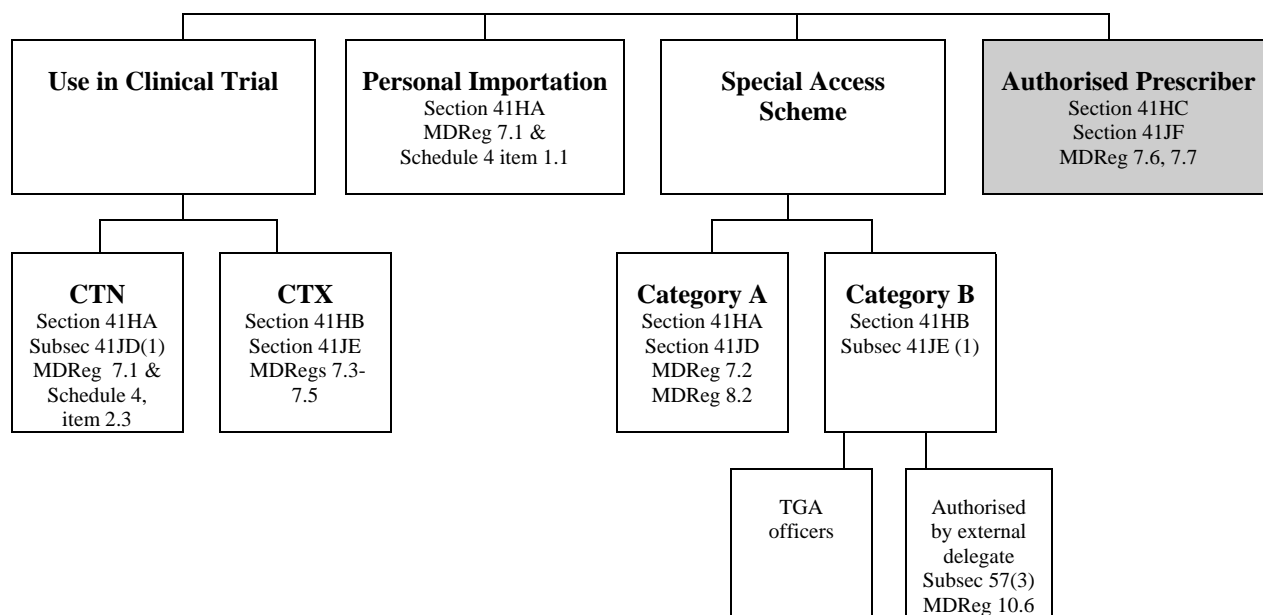 Use in Clinical Trial
Personal Importation
Section 41HA
MDReg 7.1 &
Schedule 4 item 1.1
Special Access
Scheme
Authorised Prescriber
Section 41HC
Section 41JF
MDReg 7.6, 7.7
CTN
Section 41HA
Subsec 41JD(1)
MDReg 7.1 &
Schedule 4,
item 2.3
CTX
Section 41HB
Section 41JE
MDRegs 7.3-
7.5
Category A
Section 41HA
Section 41JD
MDReg 7.2
MDReg 8.2
Category B
Section 41HB
Subsec 41JE (1)
TGA
officers
Authorised
by external
delegate
Subsec 57(3)
MDReg 10.6